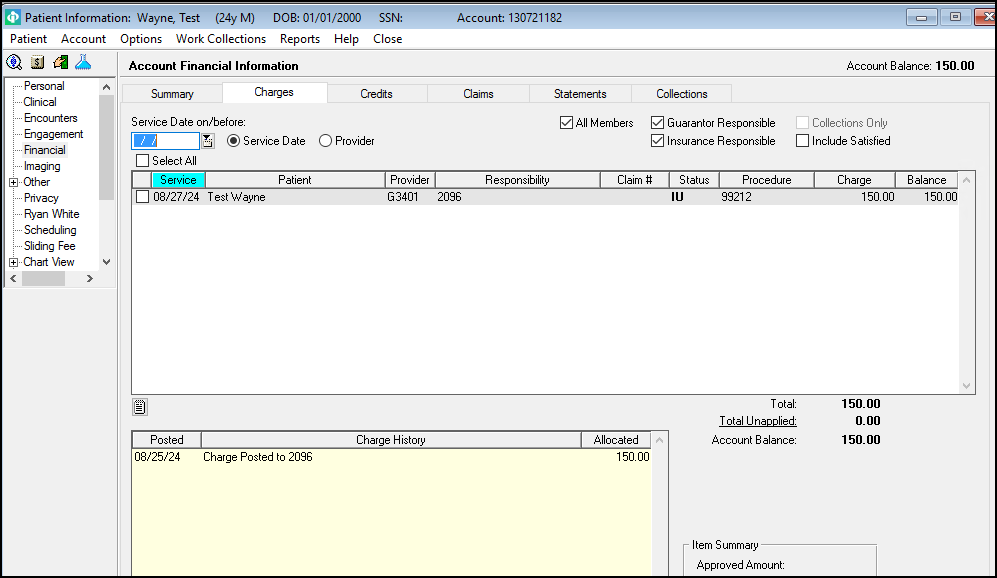 Patient Information: Wayne, Test (24y M) DOB: 01/01/2000 SSN: Account: 130721182
Patient Account Options Work Collections Reports Help Close
Personal
Clinical
Encounters
Engagement
Financial
Imaging
Other
Privacy
Ryan White
Scheduling
Sliding Fee
Chart View
Account Financial Information Account Balance: 150.00
Summary Charges Credits Claims Statements Collections
Service Date on/before:
/ / Service Date Provider
All Members Guarantor Responsible Collections Only
Insurance Responsible Include Satisfied
Select All
Service Patient Provider Responsibility Claim # Status Procedure Charge Balance
08/27/24 Test Wayne G3401 2096 IU 99212 150.00 150.00
Total: 150.00
Total Unapplied: 0.00
Account Balance: 150.00
Posted Charge History Allocated
08/25/24 Charge Posted to 2096 150.00
Item Summary
Approved Amount: